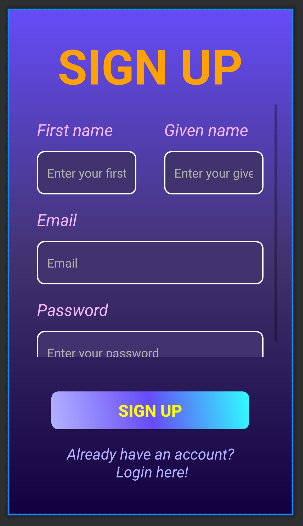 SIGN UP
First name Given name
Enter your first Enter your give
Email
Email
Password
Enter your password
SIGN UP
Already have an account?
Login here!